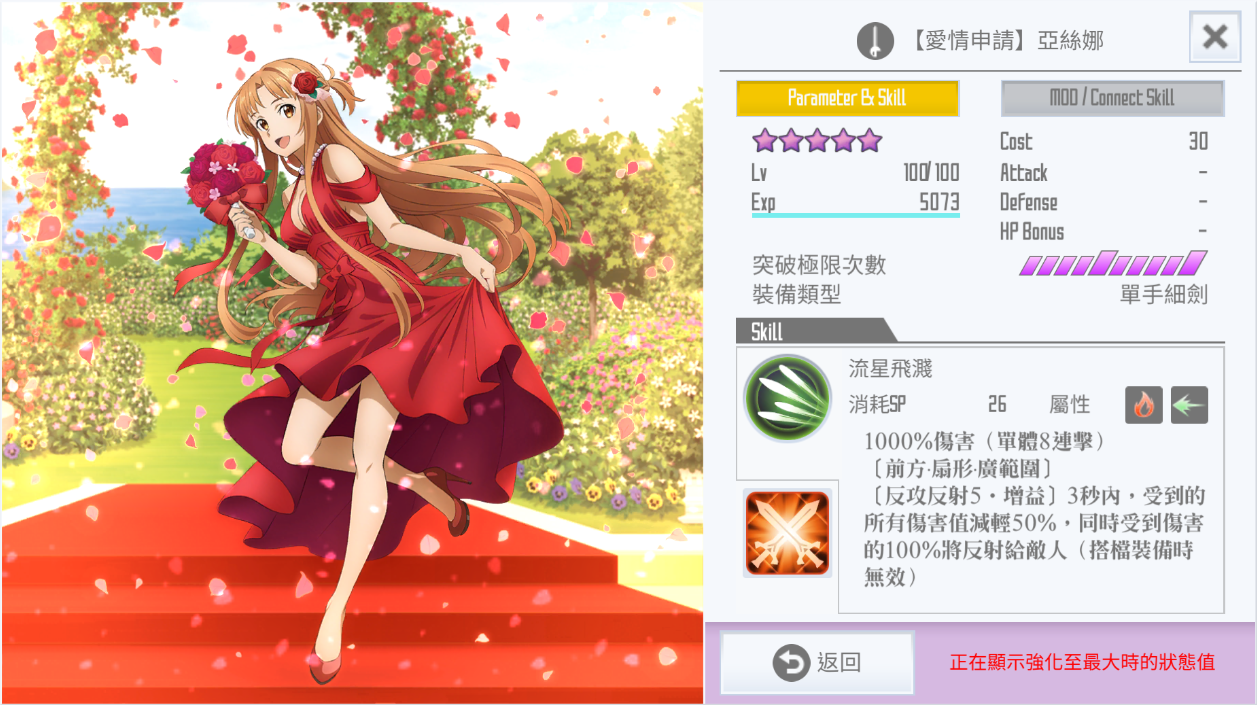 【愛情申請】亞絲娜
Parameter & Skill
MOD / Connect Skill
Lv 100/100
Exp 5073
Cost 30
Attack -
Defense -
HP Bonus -
突破極限次數
裝備類型 單手細劍
Skill
流星飛濺
消耗SP 26 屬性
1000%傷害（單體8連擊）
〔前方·扇形·廣範圍〕
〔反攻反射5·增益〕3秒內，受到的
所有傷害值減輕50%，同時受到傷害
的100%將反射給敵人（搭檔裝備時
無效）
返回
正在顯示強化至最大時的狀態值